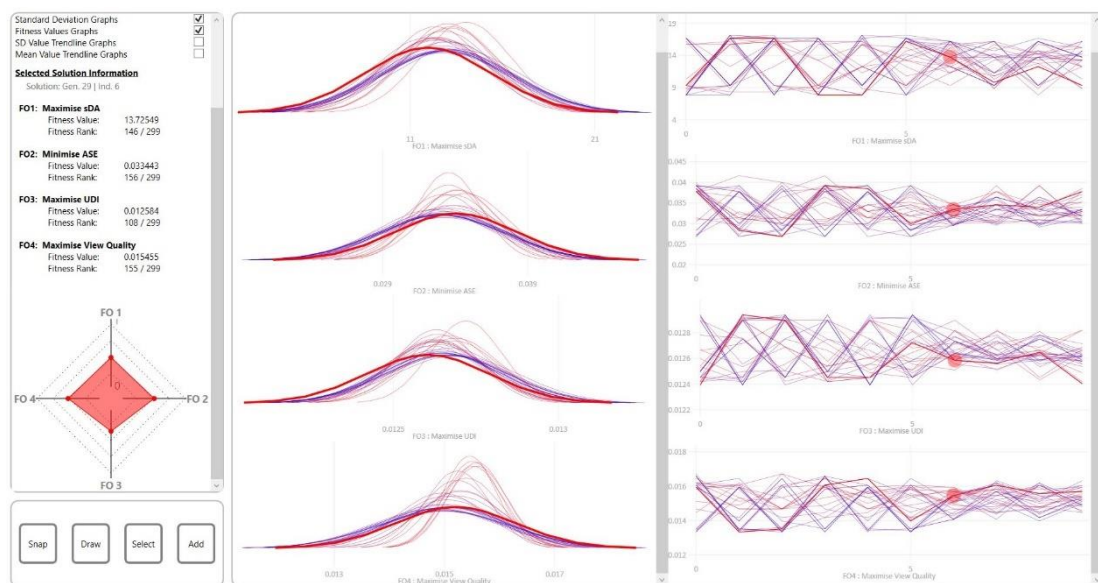 Standard Deviation Graphs
Fitness Values Graphs
SD Value Trendline Graphs
Mean Value Trendline Graphs
Selected Solution Information
Solution: Gen. 29 | Ind. 6
FO1: Maximise sDA
Fitness Value: 13.72549
Fitness Rank: 146 / 299
FO2: Minimise ASE
Fitness Value: 0.033443
Fitness Rank: 156 / 299
FO3: Maximise UDI
Fitness Value: 0.012584
Fitness Rank: 108 / 299
FO4: Maximise View Quality
Fitness Value: 0.015455
Fitness Rank: 155 / 299
FO 1
1
0
FO 4
FO 2
FO 3
Snap
Draw
Select
Add
11
21
FO1 : Maximise sDA
0.029
0.039
FO2 : Minimise ASE
0.0125
0.013
FO3 : Maximise UDI
0.013
0.015
0.017
FO4 : Maximise View Quality
19
14
9
4
0
5
FO1 : Maximise sDA
0.045
0.04
0.035
0.03
0.025
0.02
0
5
FO2 : Minimise ASE
0.0128
0.0126
0.0124
0.0122
0
5
FO3 : Maximise UDI
0.016
0.014
0.012
0
5
FO4 : Maximise View Quality